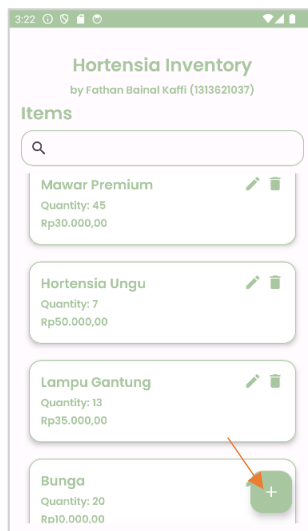 3:22
Hortensia Inventory
by Fathan Bainal Kaffi (1313621037)
Items
Mawar Premium
Quantity: 45
Rp30.000,00
Hortensia Ungu
Quantity: 7
Rp50.000,00
Lampu Gantung
Quantity: 13
Rp35.000,00
Bunga
Quantity: 20
Rp10.000,00
+